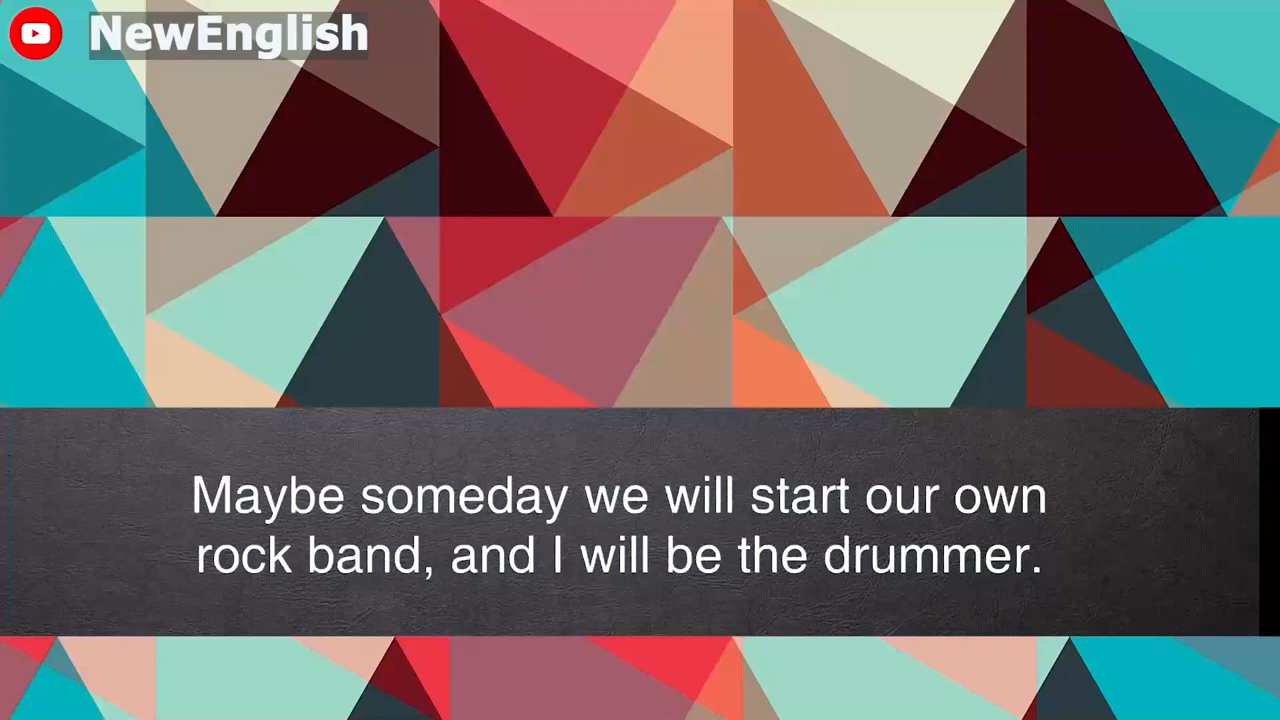 NewEnglish
Maybe someday we will start our own
rock band, and I will be the drummer.